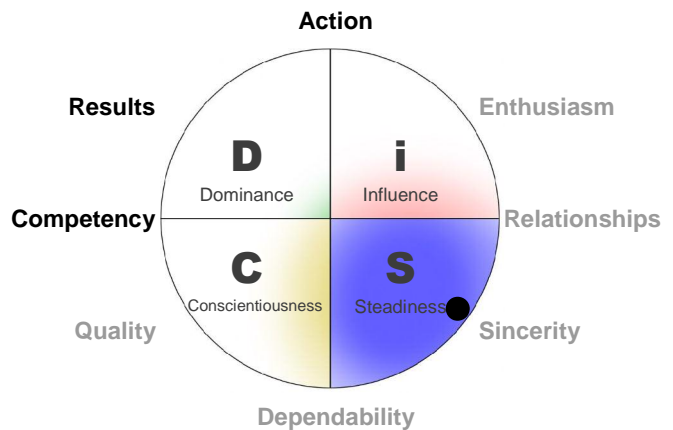 Action
Results
Enthusiasm
D
i
Dominance
Influence
Competency
Relationships
C
S
Conscientiousness
Steadiness
Quality
Sincerity
Dependability